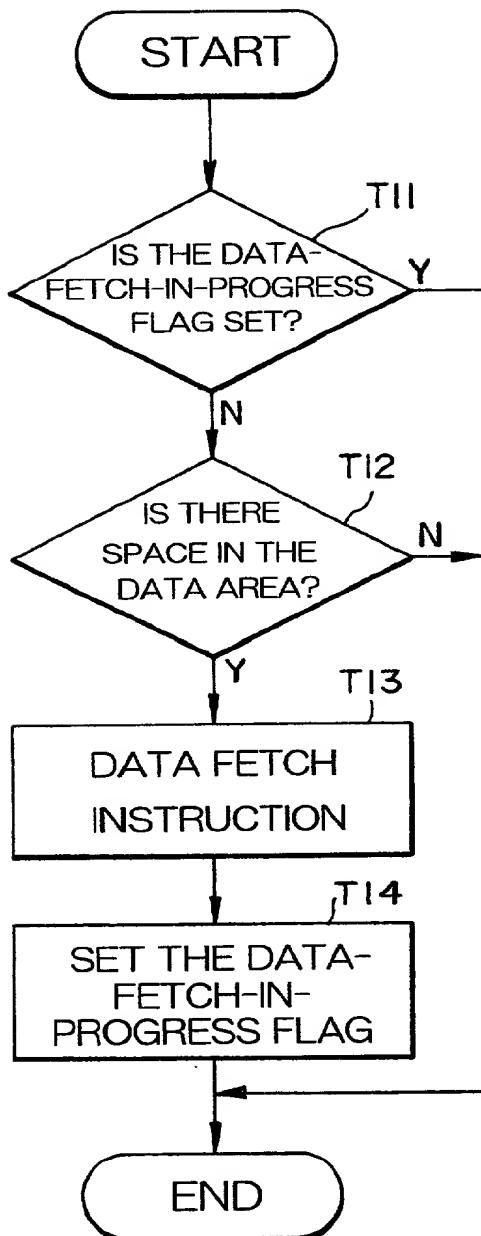 START
T11
IS THE DATA-
FETCH-IN-PROGRESS
FLAG SET?
Y
N
T12
IS THERE
SPACE IN THE
DATA AREA?
N
Y
T13
DATA FETCH
INSTRUCTION
T14
SET THE DATA-
FETCH-IN-
PROGRESS FLAG
END